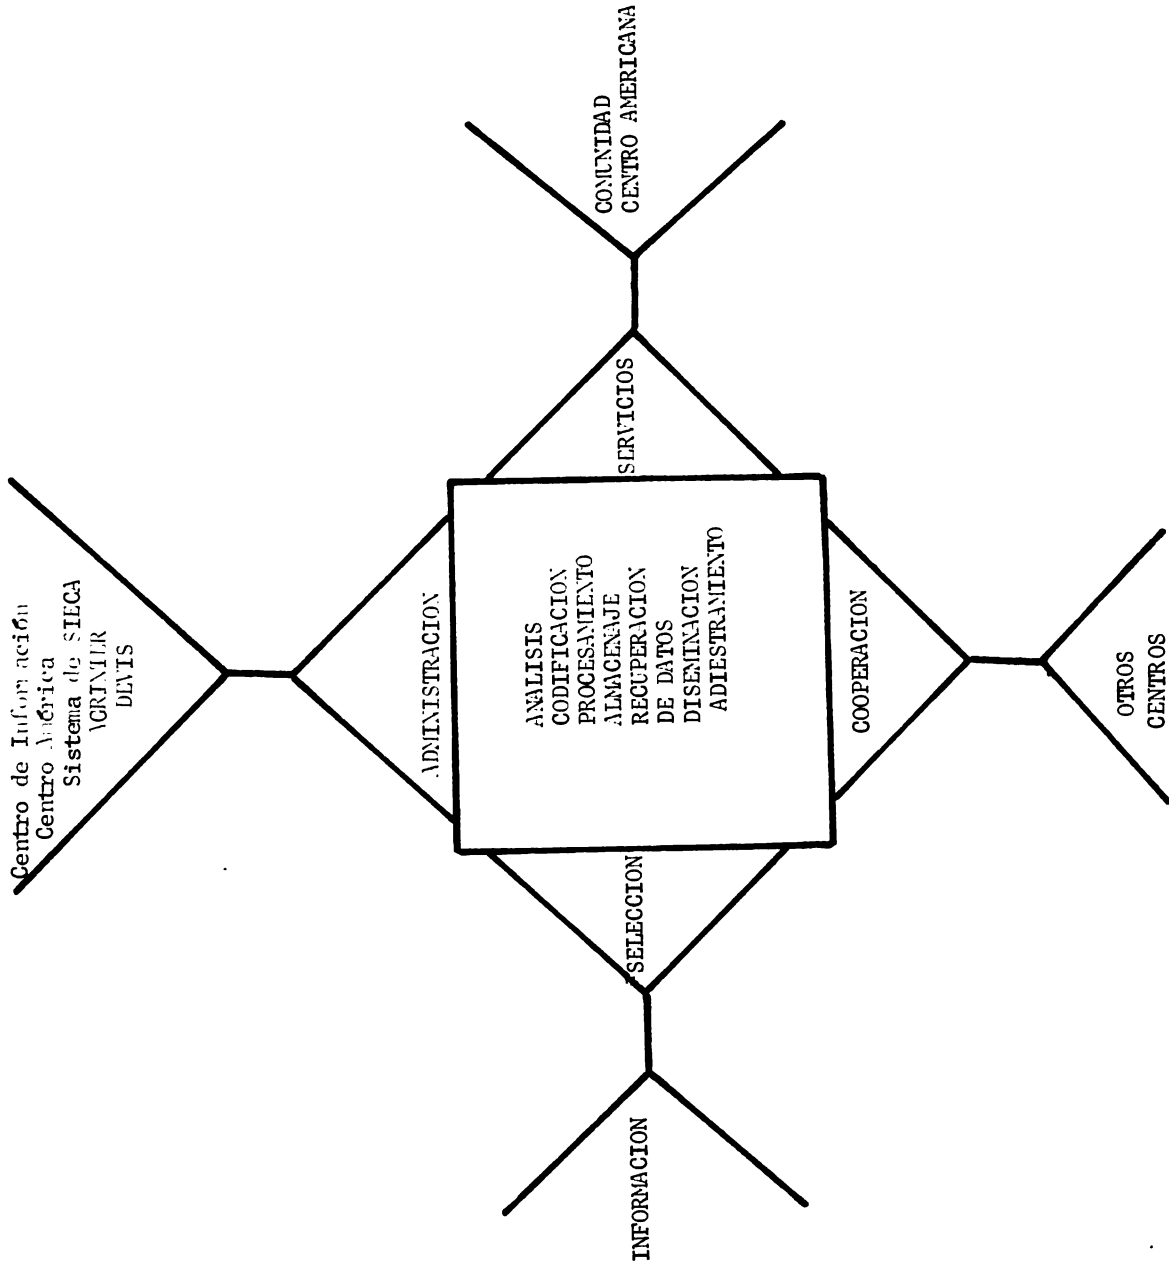 Centro de Información
Centro América
Sistema de SIECA
AGRINTER
ADMINISTRACION
INFORMACION
SELECCION
ANALISIS
CODIFICACION
PROCESAMIENTO
ALMACENAJE
RECUPERACION
DE DATOS
DISEMINACION
ADIESTRAMIENTO
SERVICIOS
COMUNIDAD
CENTRO AMERICANA
COOPERACION
OTROS
CENTROS